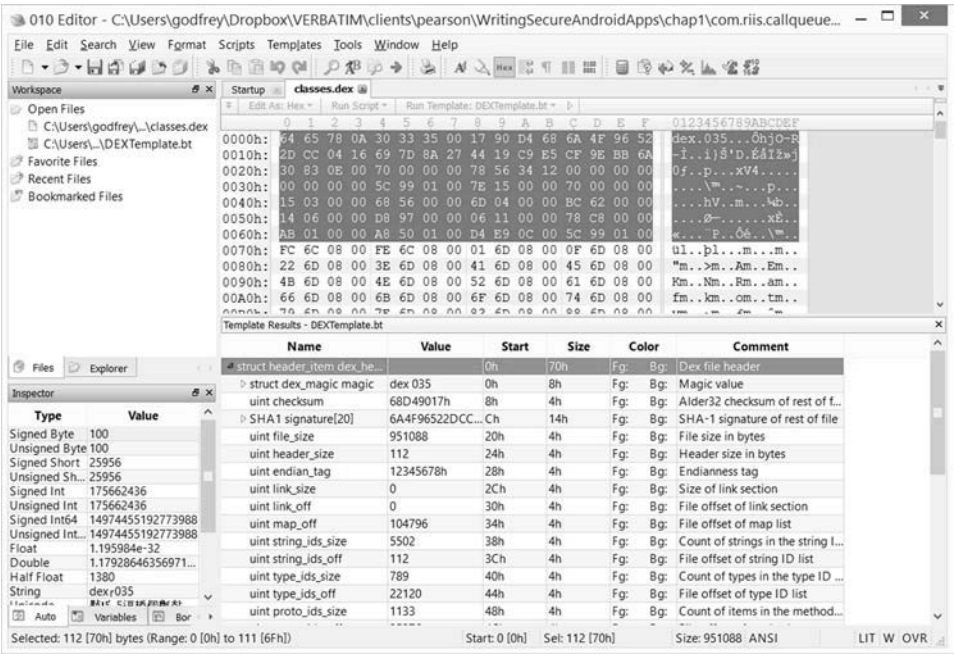 010 Editor - C:\Users\godfrey\Dropbox\VERBATIM\clients\pearson\WritingSecureAndroidApps\chap1\com.riis.callqueue...
File Edit Search View Format Scripts Templates Tools Window Help
Workspace
Open Files
C:\Users\godfrey\...\classes.dex
C:\Users\...\DEXTemplate.bt
Favorite Files
Recent Files
Bookmarked Files
Files Explorer
Startup classes.dex
Edit As: Hex Run Script Run Template: DEXTemplate.bt
0 1 2 3 4 5 6 7 8 9 A B C D E F 0123456789ABCDEF
0000h: 64 65 78 0A 30 33 35 00 17 90 D4 68 6A 4F 96 52 dex.035...ÔhjO–R
0010h: 2D CC 04 16 69 7D 8A 27 44 19 C9 E5 CF 9E BB 6A -Ì..i}Š'D.ÉåÏž»j
0020h: 30 83 0E 00 70 00 00 00 78 56 34 12 00 00 00 00 0ƒ..p...xV4.....
0030h: 00 00 00 00 5C 99 01 00 7E 15 00 00 70 00 00 00 ....\™..~...p...
0040h: 15 03 00 00 68 56 00 00 6D 04 00 00 BC 62 00 00 ....hV..m...¼b..
0050h: 14 06 00 00 D8 97 00 00 06 11 00 00 78 C8 00 00 ....Ø—......xÈ..
0060h: AB 01 00 00 A8 50 01 00 D4 E9 0C 00 5C 99 01 00 «...¨P..Ôé..\™..
0070h: FC 6C 08 00 FE 6C 08 00 01 6D 08 00 0F 6D 08 00 ül..þl...m...m..
0080h: 22 6D 08 00 3E 6D 08 00 41 6D 08 00 45 6D 08 00 "m..>m..Am..Em..
0090h: 4B 6D 08 00 4E 6D 08 00 52 6D 08 00 61 6D 08 00 Km..Nm..Rm..am..
00A0h: 66 6D 08 00 6B 6D 08 00 6F 6D 08 00 74 6D 08 00 fm..km..om..tm..
Template Results - DEXTemplate.bt
Name Value Start Size Color Comment
struct header_item dex_he... 0h 70h Fg: Bg: Dex file header
struct dex_magic magic dex 035 0h 8h Fg: Bg: Magic value
uint checksum 68D49017h 8h 4h Fg: Bg: Alder32 checksum of rest of f...
SHA1 signature[20] 6A4F96522DCC... Ch 14h Fg: Bg: SHA-1 signature of rest of file
uint file_size 951088 20h 4h Fg: Bg: File size in bytes
uint header_size 112 24h 4h Fg: Bg: Header size in bytes
uint endian_tag 12345678h 28h 4h Fg: Bg: Endianness tag
uint link_size 0 2Ch 4h Fg: Bg: Size of link section
uint link_off 0 30h 4h Fg: Bg: File offset of link section
uint map_off 104796 34h 4h Fg: Bg: File offset of map list
uint string_ids_size 5502 38h 4h Fg: Bg: Count of strings in the string I...
uint string_ids_off 112 3Ch 4h Fg: Bg: File offset of string ID list
uint type_ids_size 789 40h 4h Fg: Bg: Count of types in the type ID ...
uint type_ids_off 22120 44h 4h Fg: Bg: File offset of type ID list
uint proto_ids_size 1133 48h 4h Fg: Bg: Count of items in the method...
Inspector
Type Value
Signed Byte 100
Unsigned Byte 100
Signed Short 25956
Unsigned Sh... 25956
Signed Int 175662436
Unsigned Int 175662436
Signed Int64 14974455192773988
Unsigned Int... 14974455192773988
Float 1.195984e-32
Double 1.17928646356971...
Half Float 1380
String dex 035
Auto Variables Bor
Selected: 112 [70h] bytes (Range: 0 [0h] to 111 [6Fh]) Start: 0 [0h] Sel: 112 [70h] Size: 951088 ANSI LIT W OVR